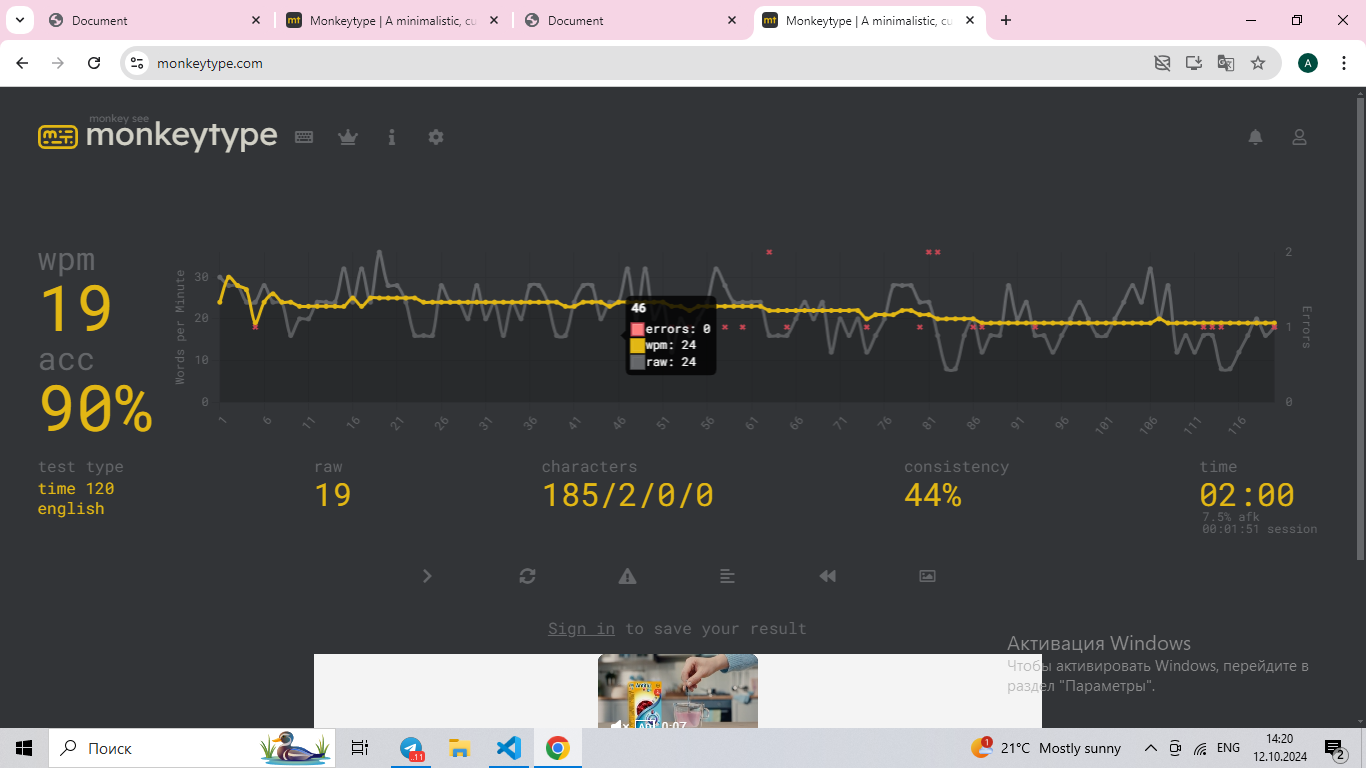 Document
Monkeytype | A minimalistic, cu
Document
Monkeytype | A minimalistic, cu
monkeytype.com
A
monkey see
monkeytype
wpm
19
acc
90%
Words per Minute
30
20
10
0
2
1
0
Errors
46
errors: 0
wpm: 24
raw: 24
1 6 11 16 21 26 31 36 41 46 51 56 61 66 71 76 81 86 91 96 101 106 111 116
test type
time 120
english
raw
19
characters
185/2/0/0
consistency
44%
time
02:00
7.5% afk
00:01:51 session
Sign in to save your result
Активация Windows
Чтобы активировать Windows, перейдите в
раздел "Параметры".
0:07
Поиск
11
1
21°C Mostly sunny
ENG
14:20
12.10.2024
2